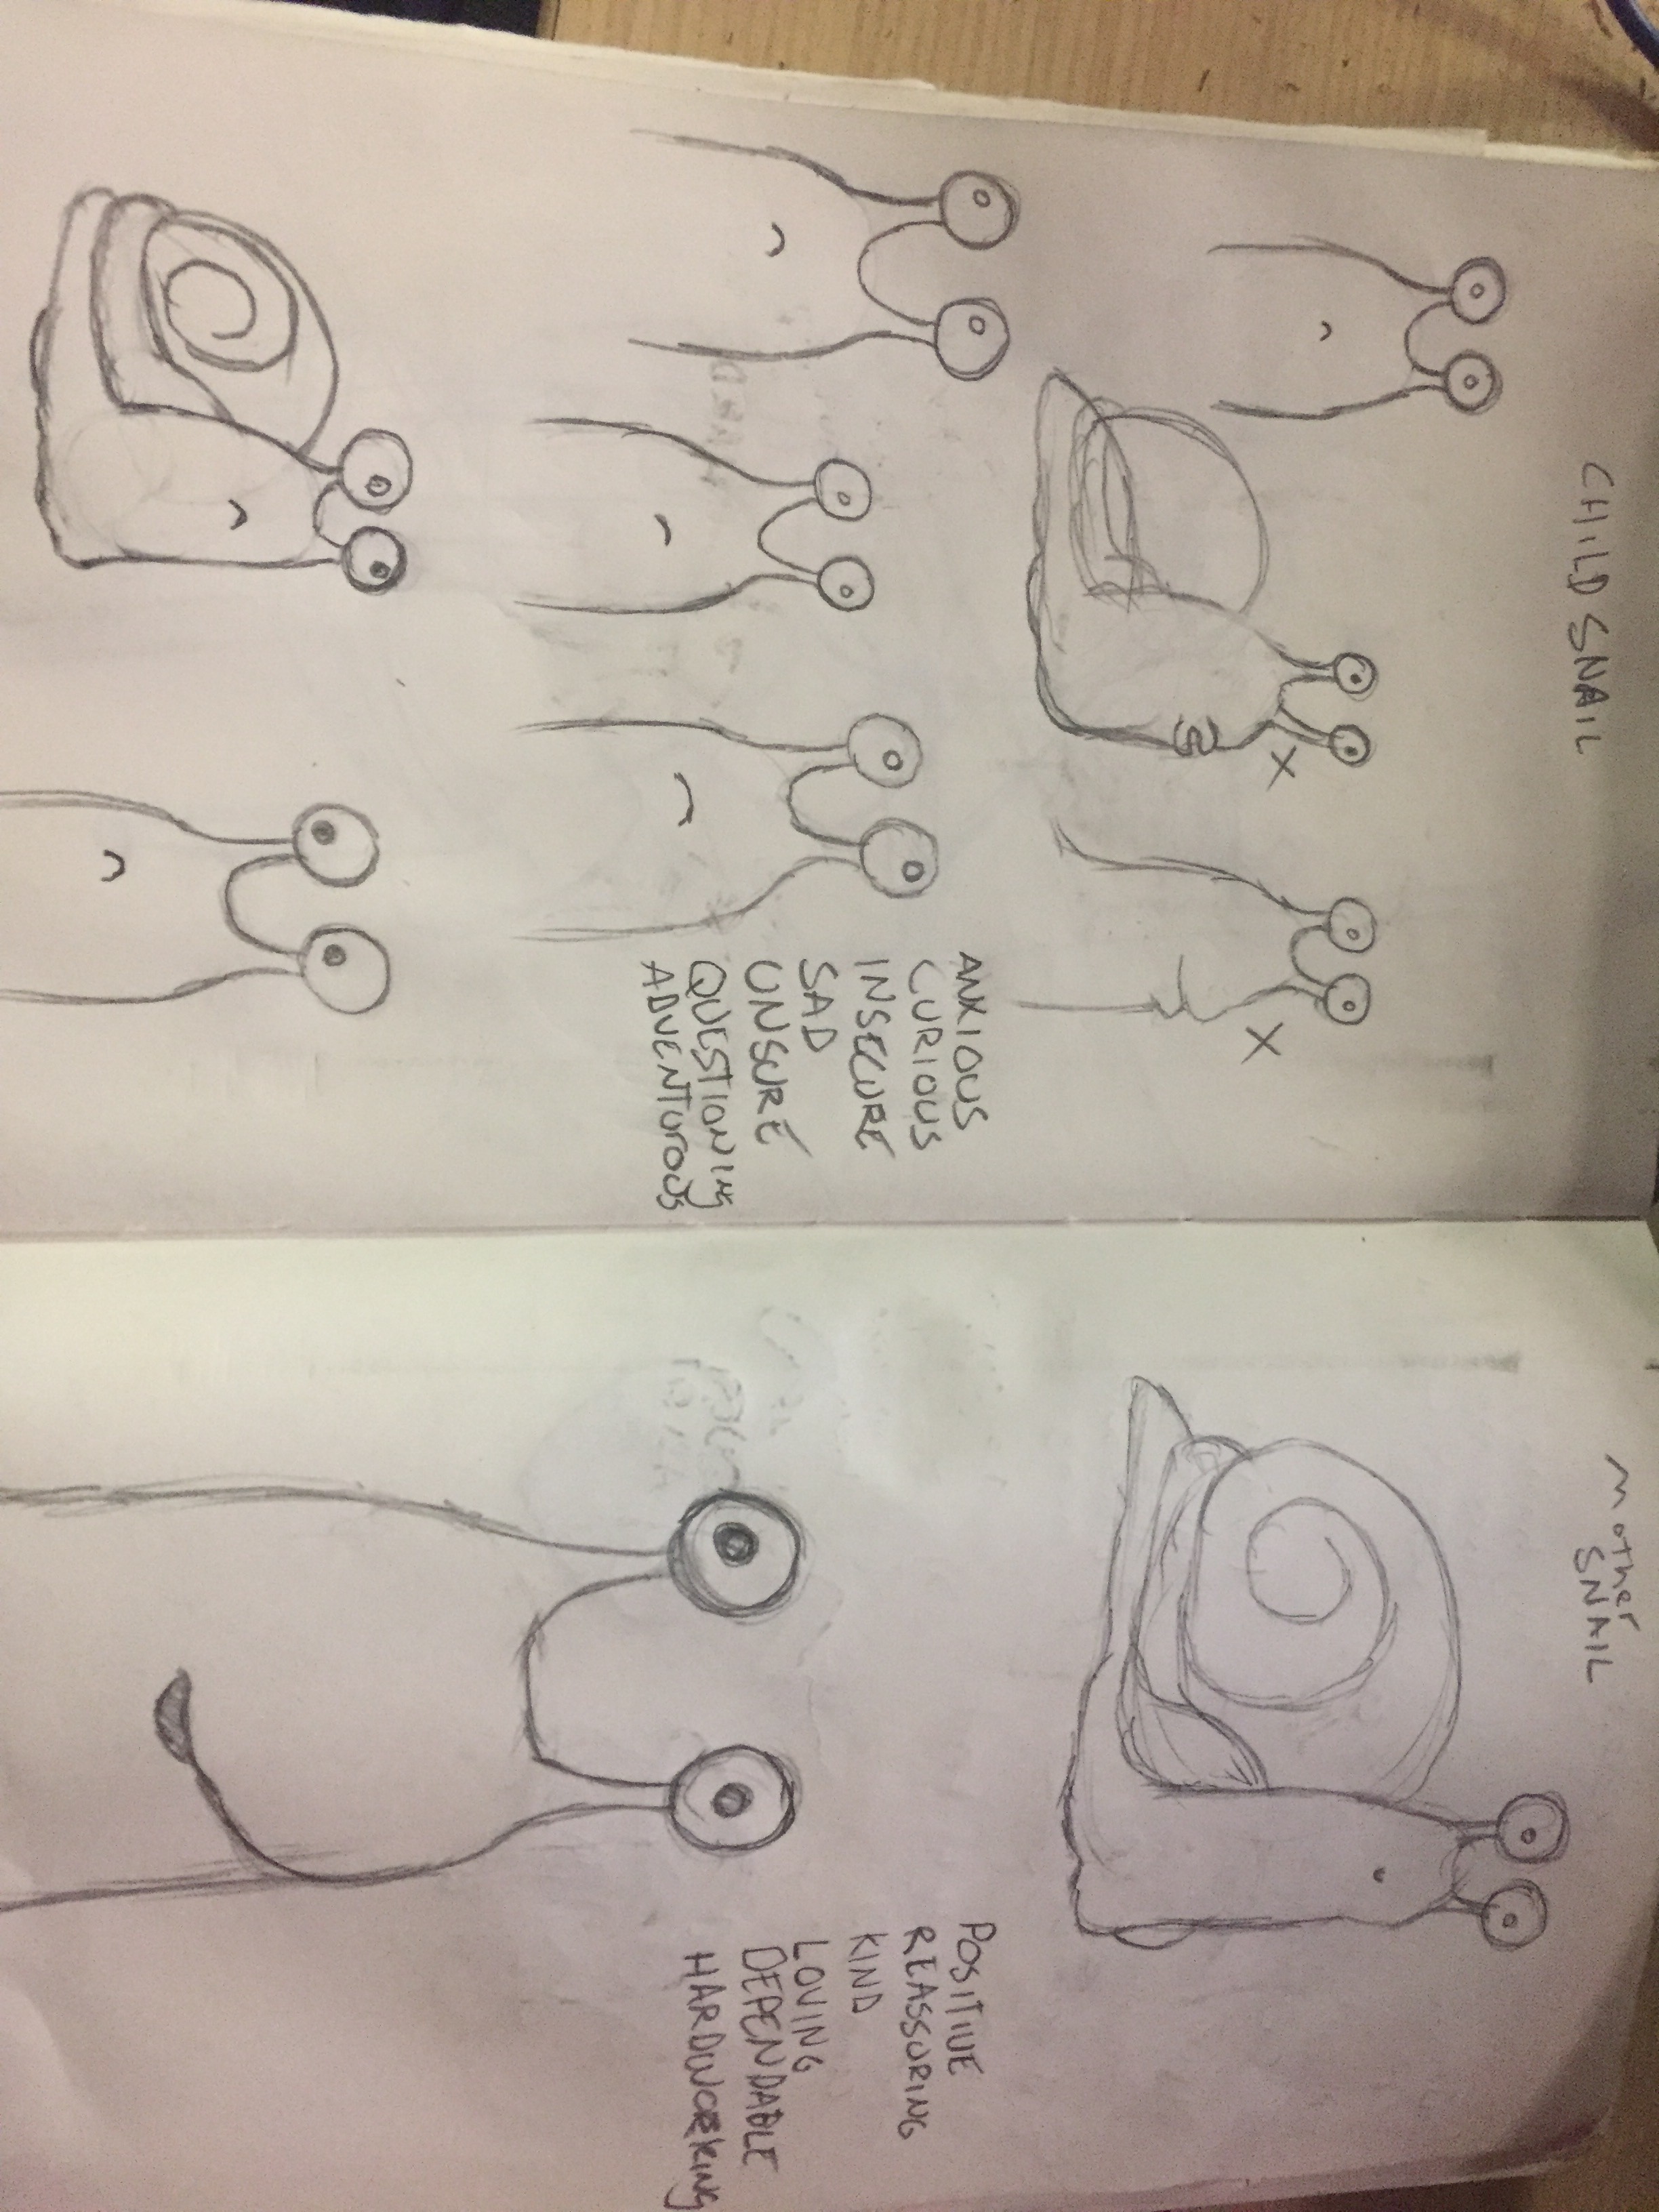 CHILD SNAIL
ANXIOUS
CURIOUS
INSECURE
SAD
UNSURE
QUESTIONING
ADVENTUROUS
Mother
SNAIL
POSITIVE
REASSURING
KIND
LOVING
DEPENDABLE
HARDWORKING